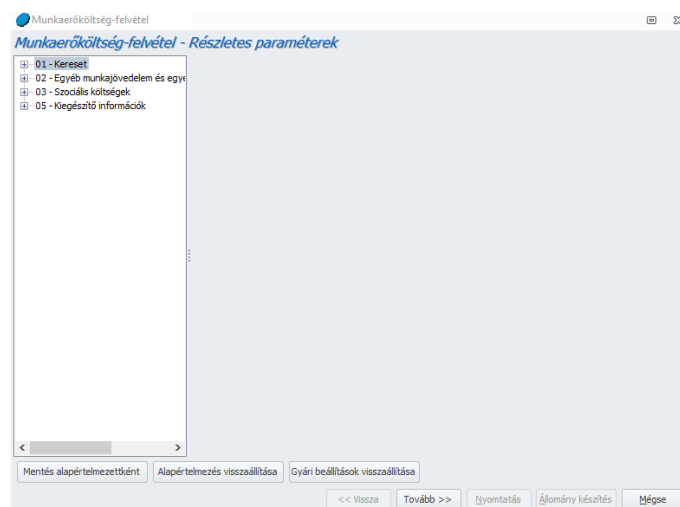 Munkaerőköltség-felvétel
Munkaerőköltség-felvétel - Részletes paraméterek
01 - Kereset
02 - Egyéb munkajövedelem és egye
03 - Szociális költségek
05 - Kiegészítő információk
Mentés alapértelmezettként Alapértelmezés visszaállítása Gyári beállítások visszaállítása
<< Vissza Tovább >> Nyomtatás Állomány készítés Mégse